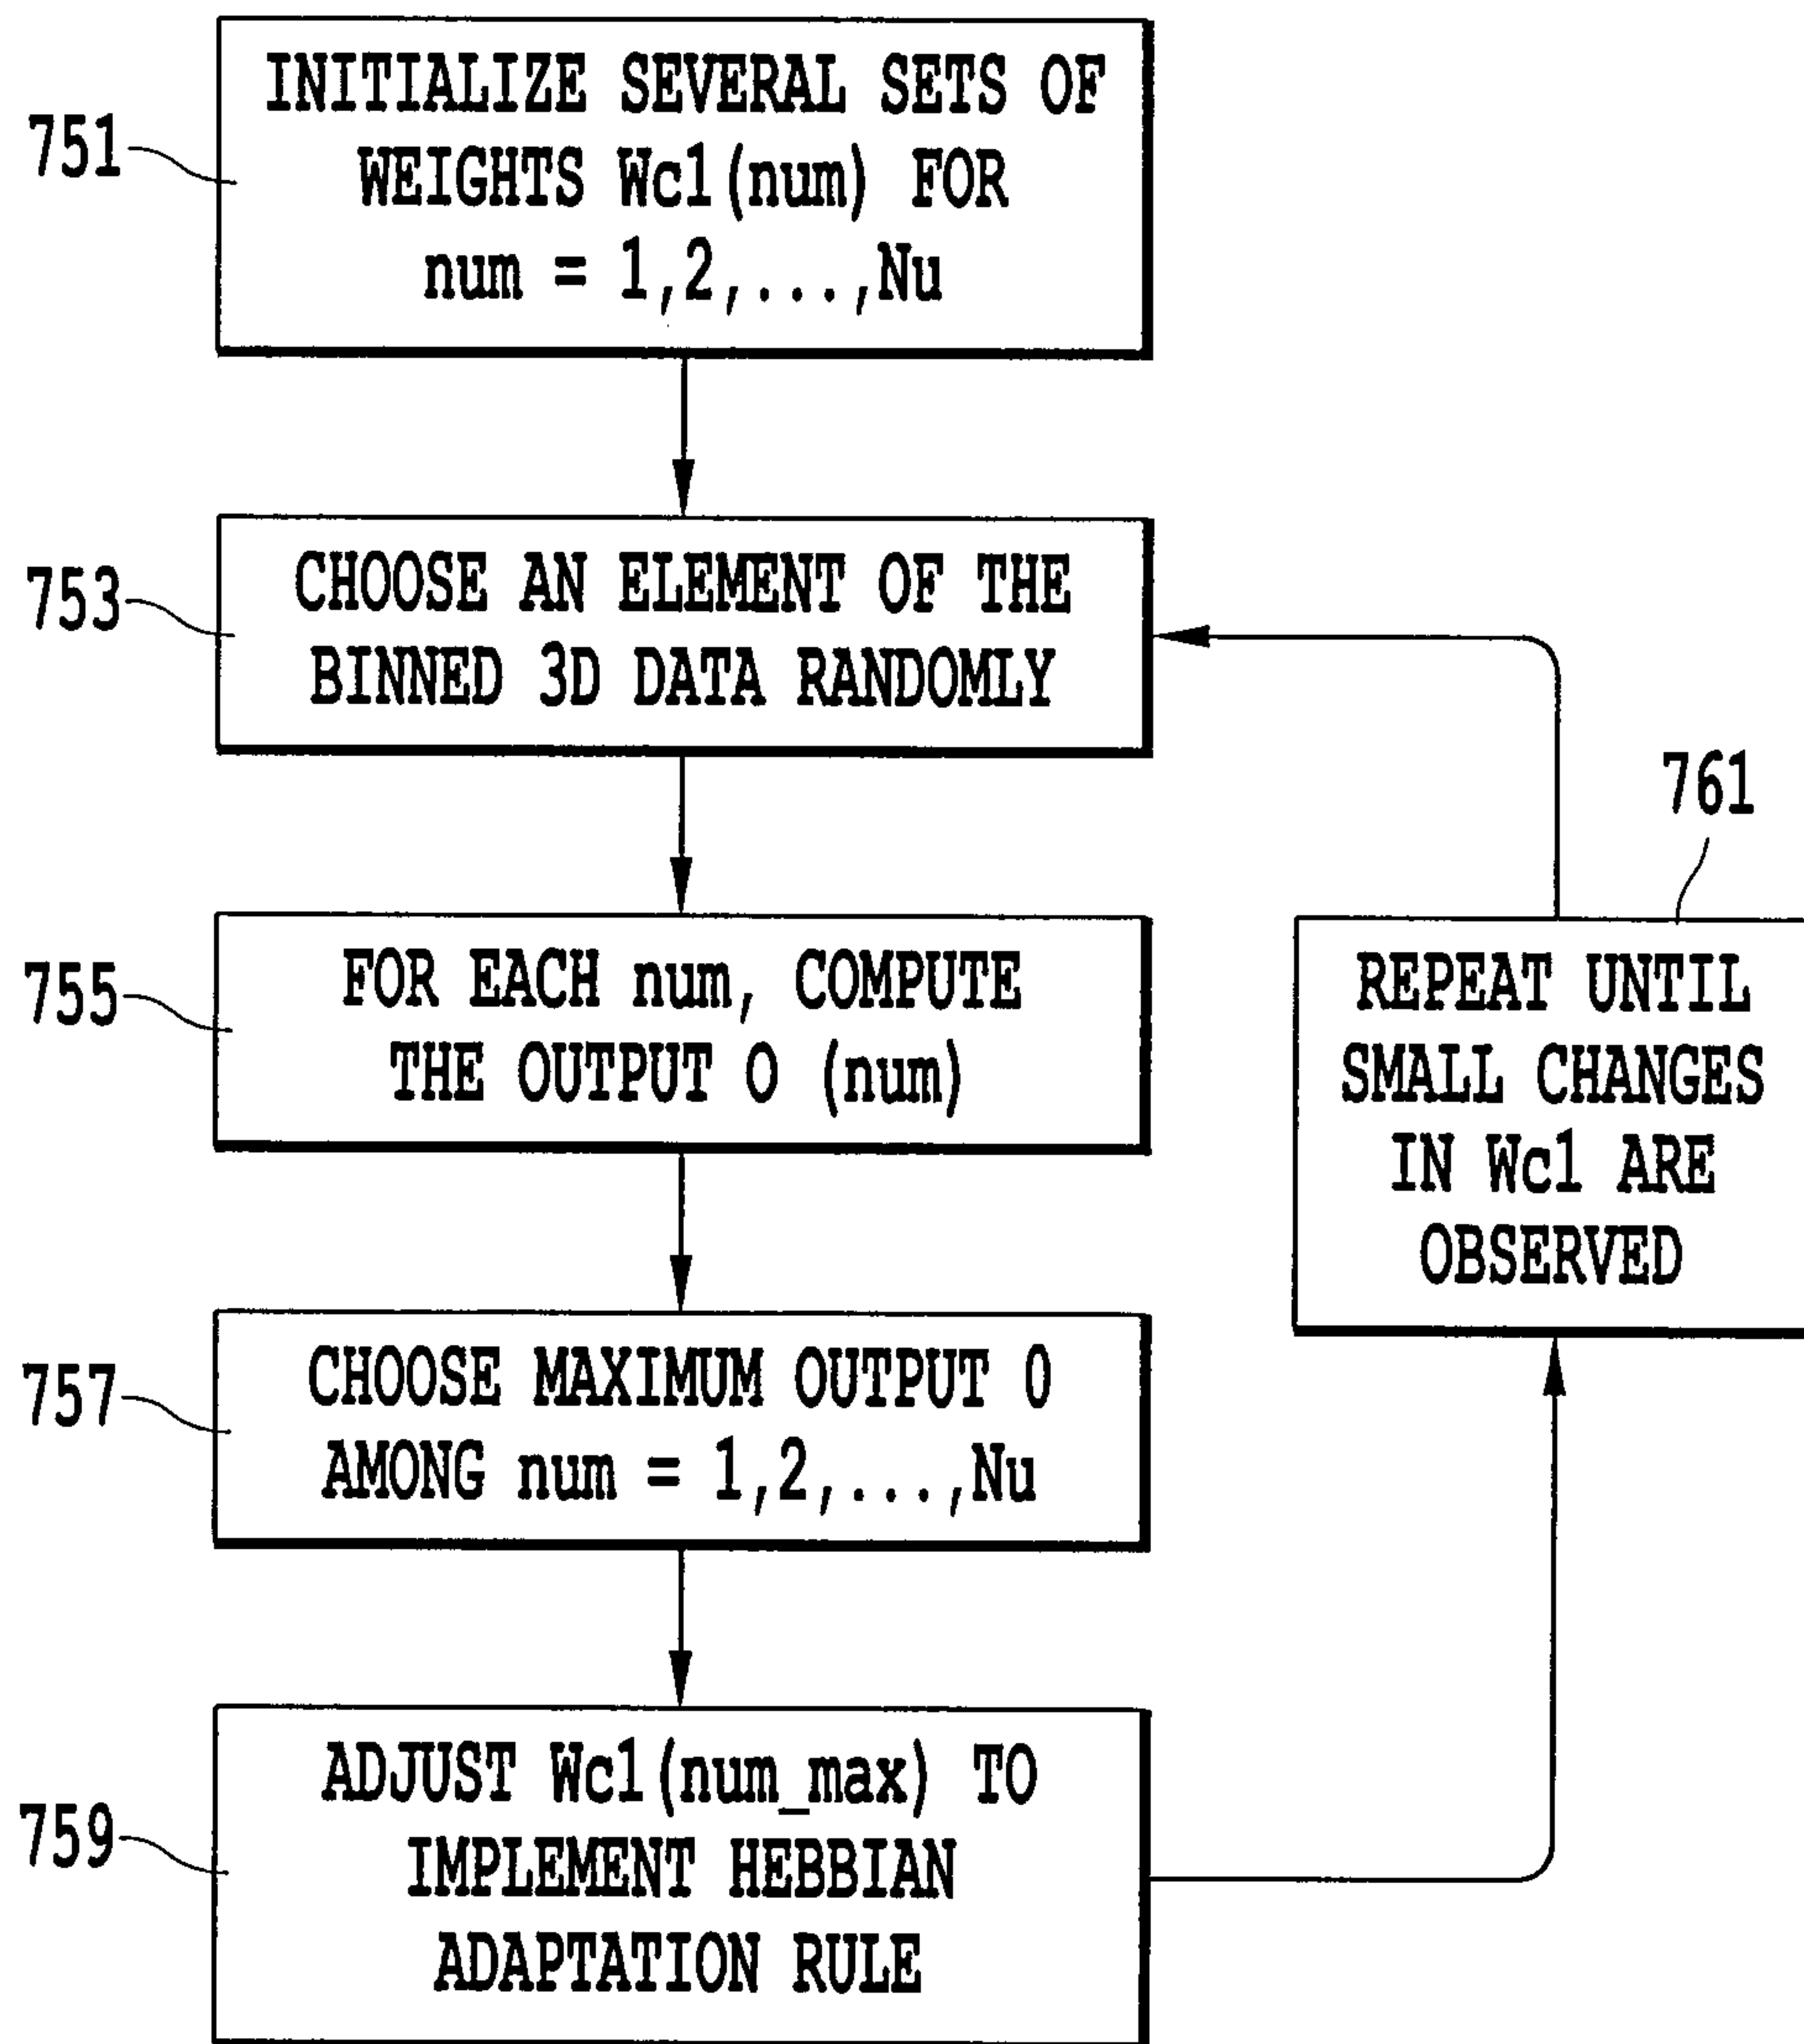 751
INITIALIZE SEVERAL SETS OF
WEIGHTS Wc1(num) FOR
num = 1,2,...,Nu
753
CHOOSE AN ELEMENT OF THE
BINNED 3D DATA RANDOMLY
755
FOR EACH num, COMPUTE
THE OUTPUT O (num)
757
CHOOSE MAXIMUM OUTPUT O
AMONG num = 1,2,...,Nu
759
ADJUST Wc1(num_max) TO
IMPLEMENT HEBBIAN
ADAPTATION RULE
761
REPEAT UNTIL
SMALL CHANGES
IN Wc1 ARE
OBSERVED